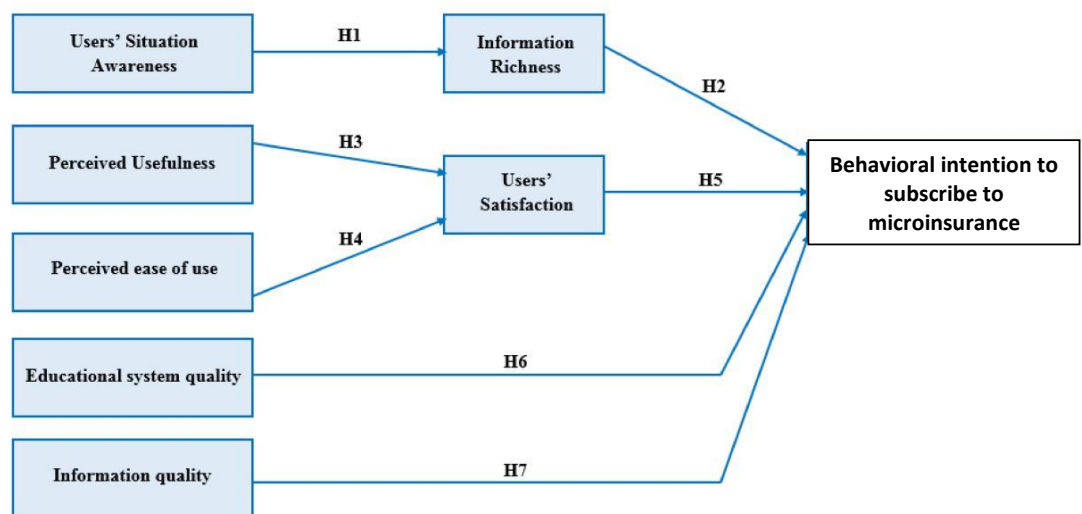 Users' Situation
Awareness
H1
Information
Richness
H2
Perceived Usefulness
H3
Users'
Satisfaction
H5
Behavioral intention to
subscribe to
microinsurance
Perceived ease of use
H4
Educational system quality
H6
Information quality
H7